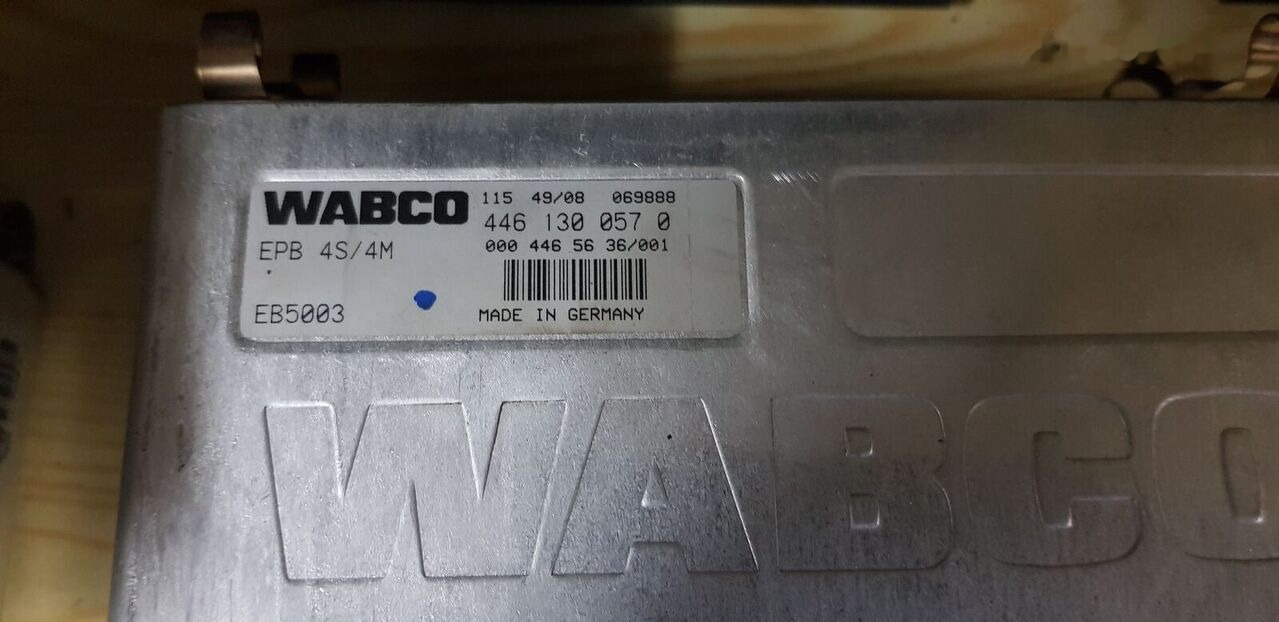 WABCO 115 49/08 069888
446 130 057 0
EPB 4S/4M 000 446 56 36/001
EB5003 MADE IN GERMANY
WABCO